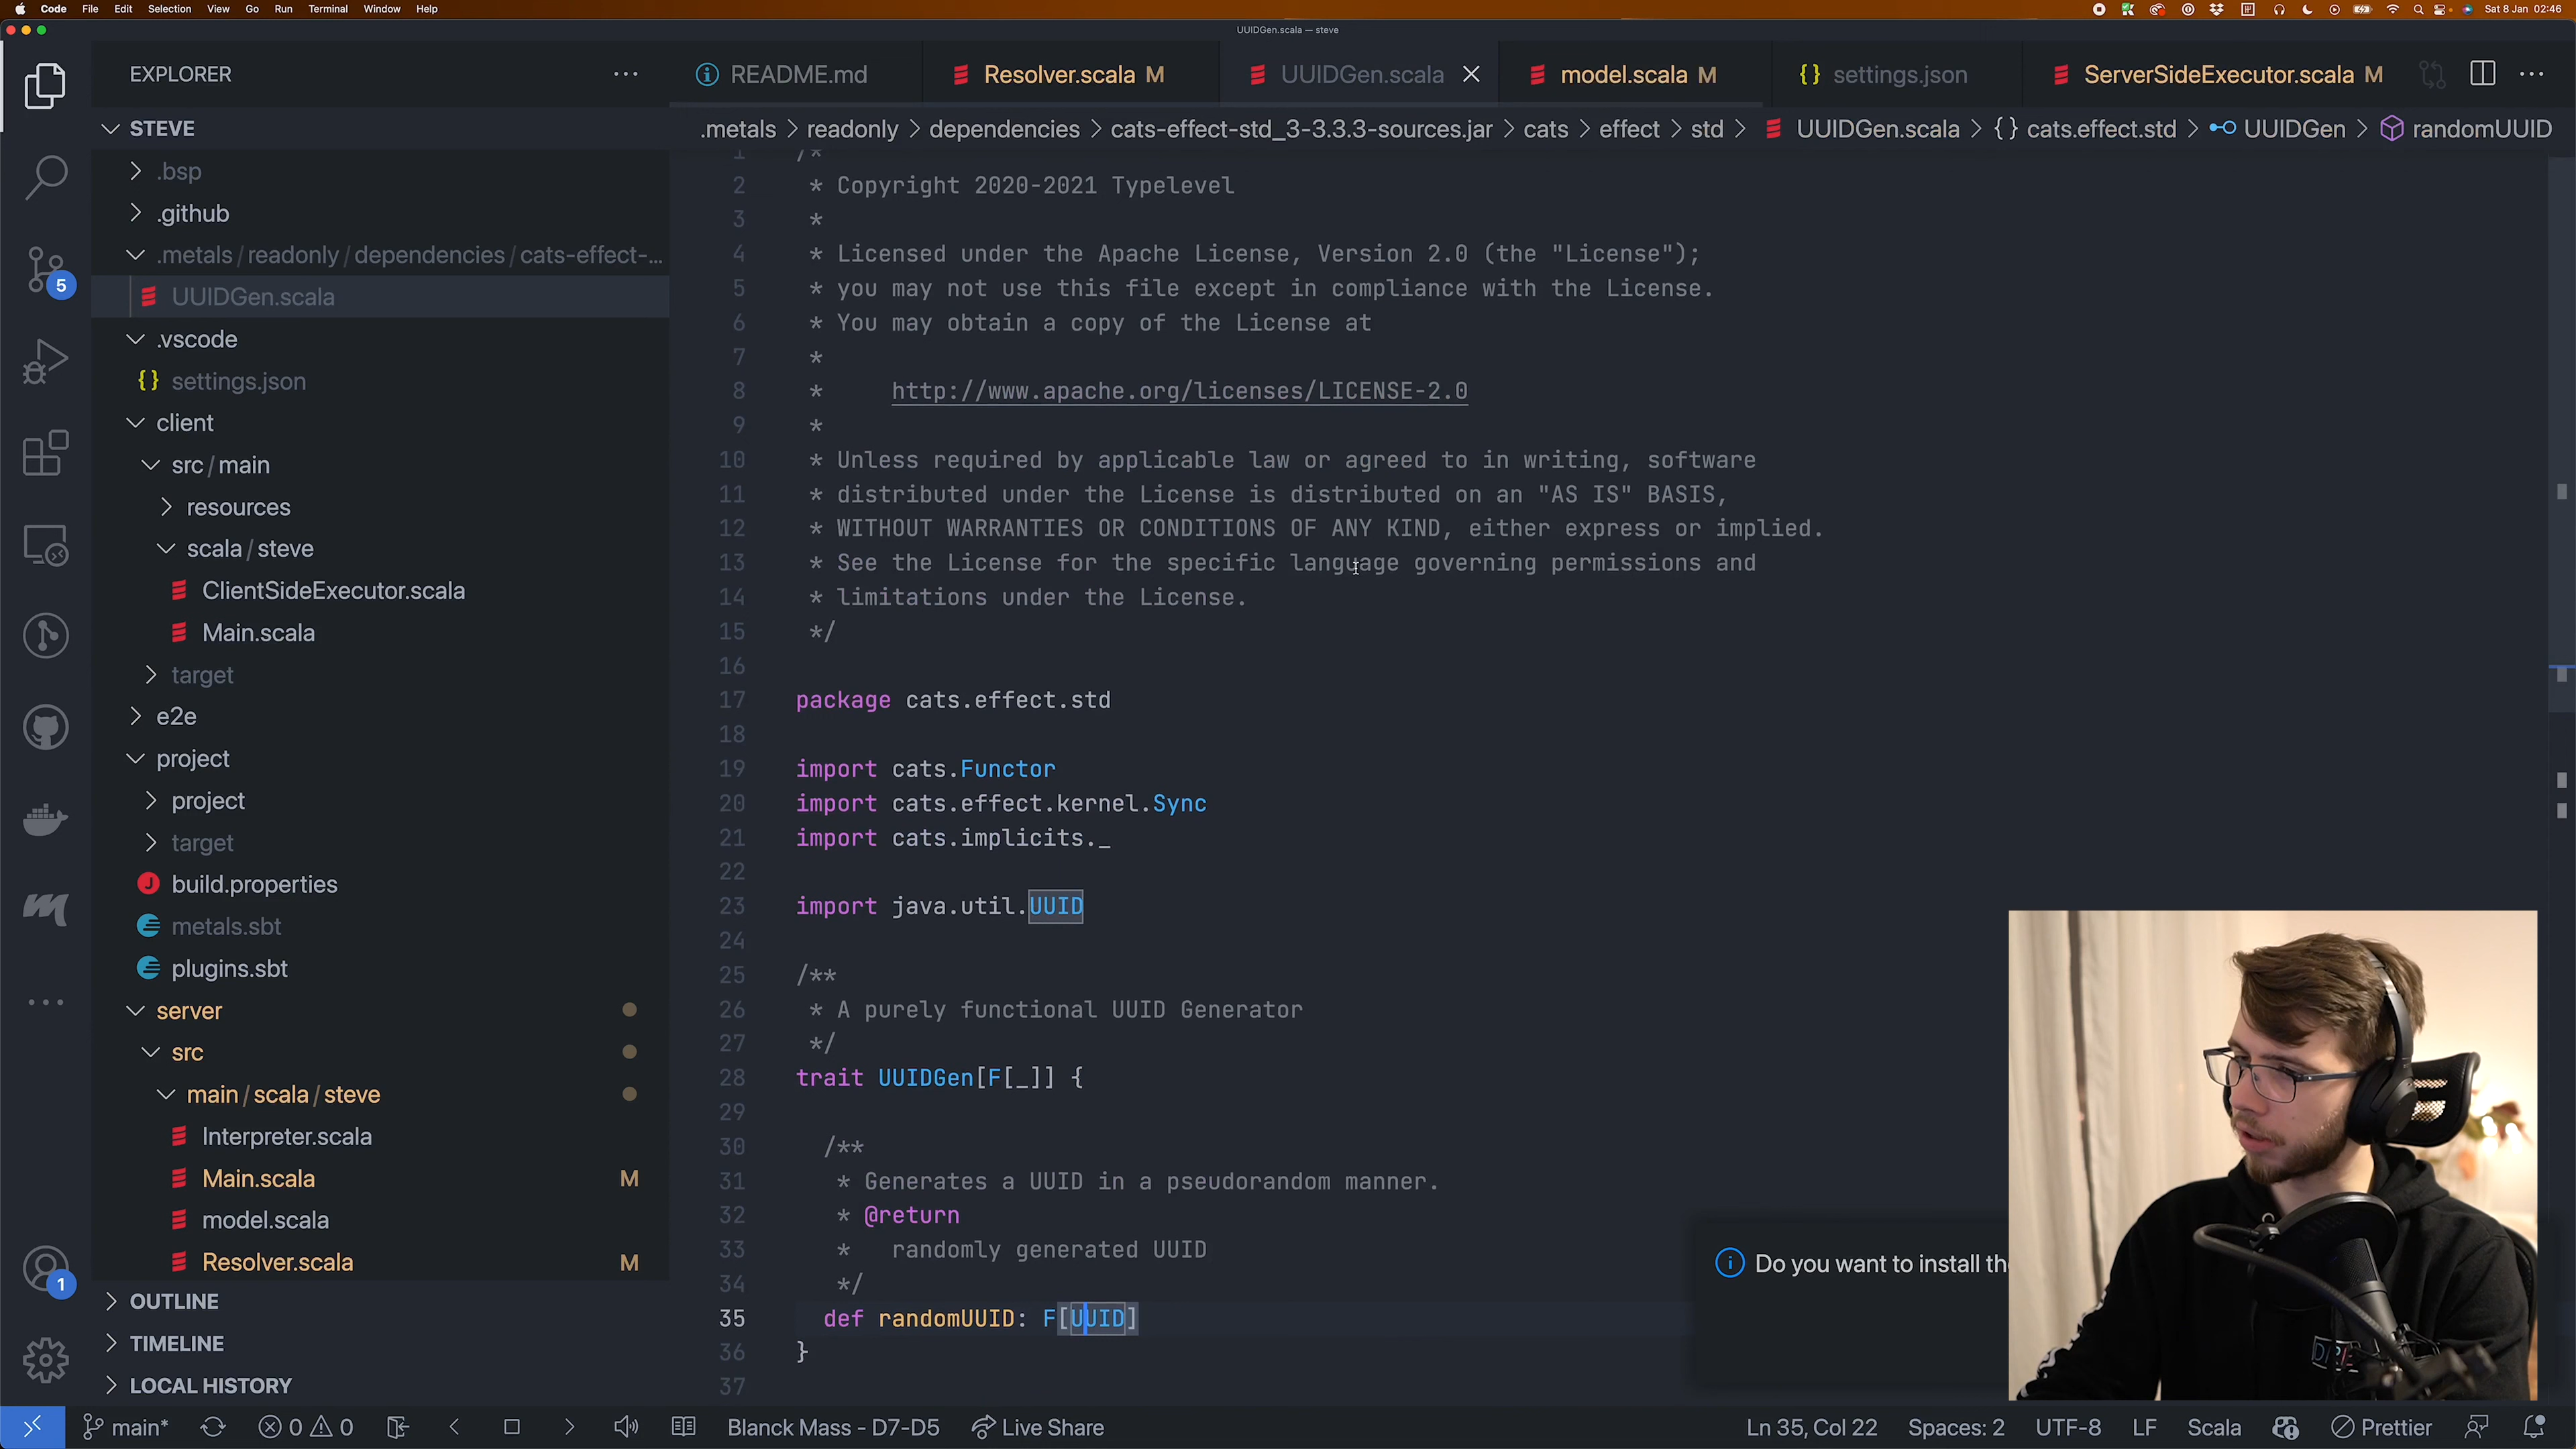 Code File Edit Selection View Go Run Terminal Window Help
Sat 8 Jan 02:46
UUIDGen.scala — steve
EXPLORER
README.md
Resolver.scala M
UUIDGen.scala
model.scala M
settings.json
ServerSideExecutor.scala M
STEVE
.metals > readonly > dependencies > cats-effect-std_3-3.3.3-sources.jar > cats > effect > std > UUIDGen.scala > {} cats.effect.std > UUIDGen > randomUUID
.bsp
.github
.metals / readonly / dependencies / cats-effect-...
UUIDGen.scala
.vscode
settings.json
client
src / main
resources
scala / steve
ClientSideExecutor.scala
Main.scala
target
e2e
project
project
target
build.properties
metals.sbt
plugins.sbt
server
src
main / scala / steve
Interpreter.scala
Main.scala M
model.scala
Resolver.scala M
OUTLINE
TIMELINE
LOCAL HISTORY
5
1
1 /*
2 * Copyright 2020-2021 Typelevel
3 *
4 * Licensed under the Apache License, Version 2.0 (the "License");
5 * you may not use this file except in compliance with the License.
6 * You may obtain a copy of the License at
7 *
8 * http://www.apache.org/licenses/LICENSE-2.0
9 *
10 * Unless required by applicable law or agreed to in writing, software
11 * distributed under the License is distributed on an "AS IS" BASIS,
12 * WITHOUT WARRANTIES OR CONDITIONS OF ANY KIND, either express or implied.
13 * See the License for the specific language governing permissions and
14 * limitations under the License.
15 */
16
17 package cats.effect.std
18
19 import cats.Functor
20 import cats.effect.kernel.Sync
21 import cats.implicits._
22
23 import java.util.UUID
24
25 /**
26 * A purely functional UUID Generator
27 */
28 trait UUIDGen[F[_]] {
29
30 /**
31 * Generates a UUID in a pseudorandom manner.
32 * @return
33 * randomly generated UUID
34 */
35 def randomUUID: F[UUID]
36 }
37
Do you want to install th
main* 0 0 Blanck Mass - D7-D5 Live Share
Ln 35, Col 22 Spaces: 2 UTF-8 LF Scala Prettier